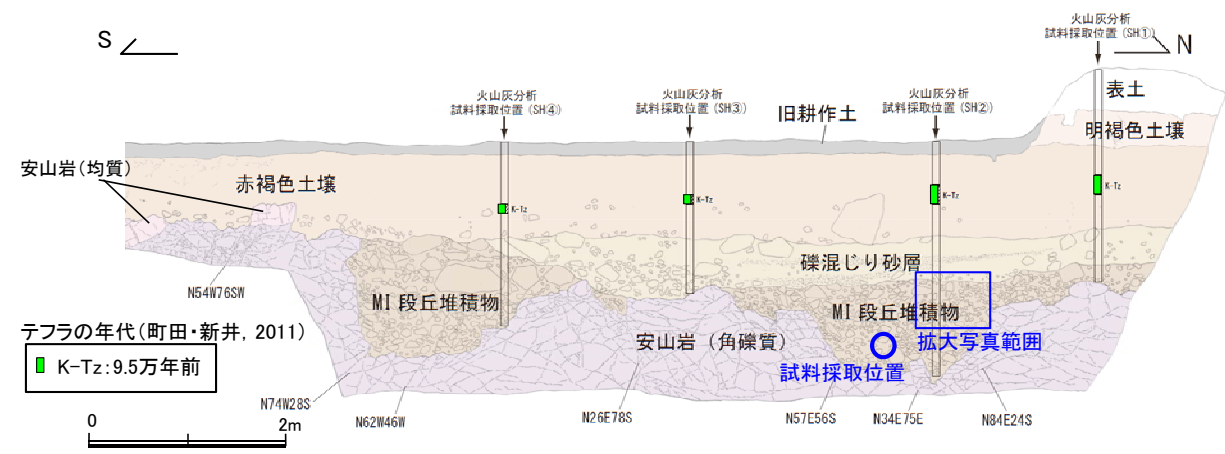 S
N
火山灰分析
試料採取位置(SH①)
火山灰分析
試料採取位置(SH④)
火山灰分析
試料採取位置(SH③)
火山灰分析
試料採取位置(SH②)
旧耕作土
表土
明褐色土壌
安山岩(均質)
赤褐色土壌
K-Tz
K-Tz
K-Tz
K-Tz
礫混じり砂層
N54W76SW
MⅠ段丘堆積物
MⅠ段丘堆積物
安山岩(角礫質)
拡大写真範囲
試料採取位置
テフラの年代(町田・新井, 2011)
K-Tz:9.5万年前
N74W28S
N62W46W
N26E78S
N57E56S
N34E75E
N84E24S
0
2m